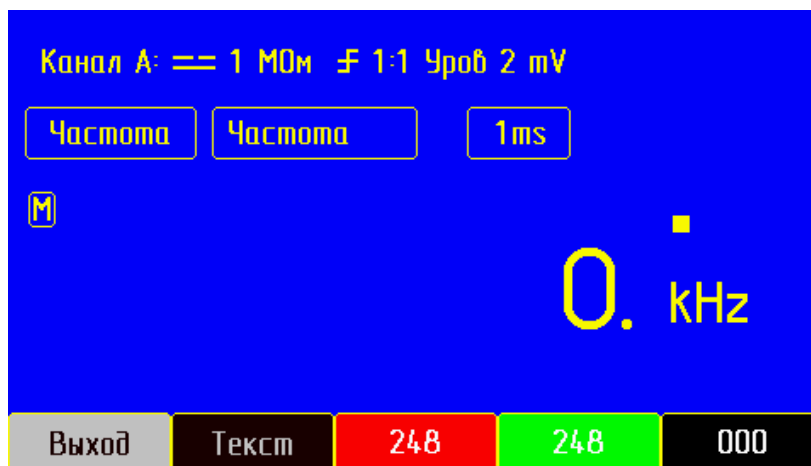 Канал А: 1 МОм 1:1 Уров 2 mV
Частота Частота 1ms
М
0. kHz
Выход Текст 248 248 000